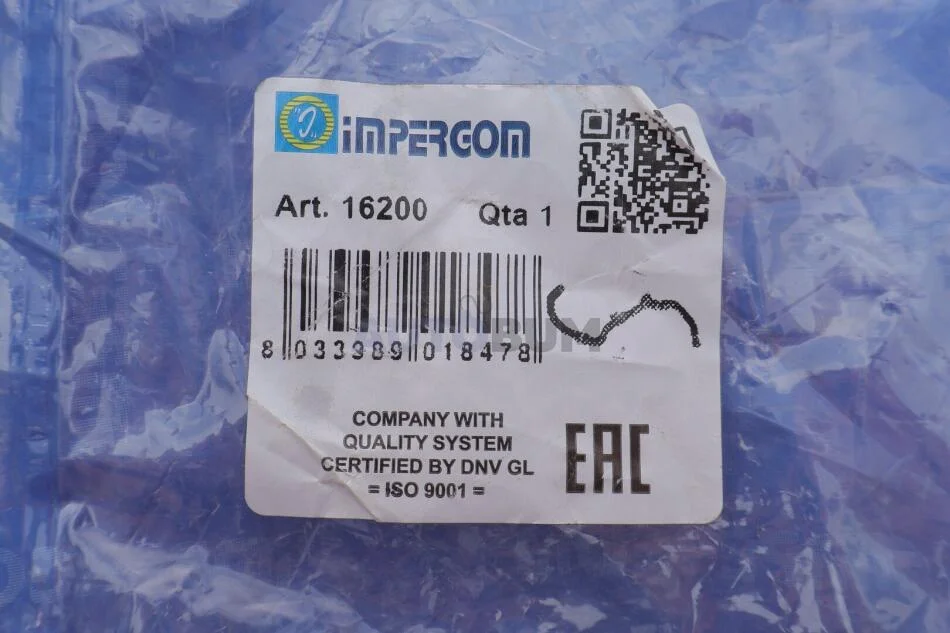 IMPERGOM
Art. 16200 Qta 1
8 033389 018478
COMPANY WITH
QUALITY SYSTEM
CERTIFIED BY DNV GL
= ISO 9001 =
EAC